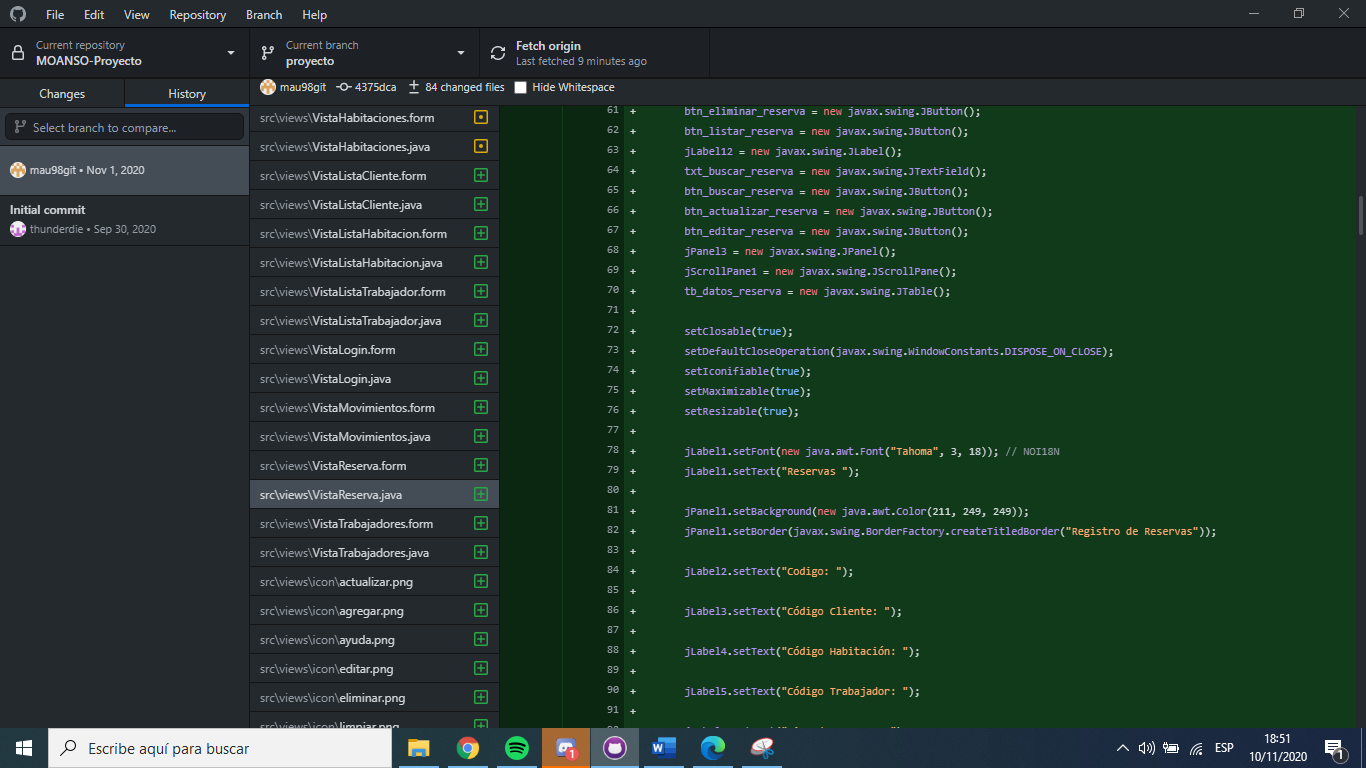 File Edit View Repository Branch Help
Current repository
MOANSO-Proyecto
Current branch
proyecto
Fetch origin
Last fetched 9 minutes ago
Changes History
Select branch to compare...
mau98git • Nov 1, 2020
Initial commit
thunderdie • Sep 30, 2020
mau98git 4375dca 84 changed files Hide Whitespace
src\views\VistaHabitaciones.form
src\views\VistaHabitaciones.java
src\views\VistaListaCliente.form
src\views\VistaListaCliente.java
src\views\VistaListaHabitacion.form
src\views\VistaListaHabitacion.java
src\views\VistaListaTrabajador.form
src\views\VistaListaTrabajador.java
src\views\VistaLogin.form
src\views\VistaLogin.java
src\views\VistaMovimientos.form
src\views\VistaMovimientos.java
src\views\VistaReserva.form
src\views\VistaReserva.java
src\views\VistaTrabajadores.form
src\views\VistaTrabajadores.java
src\views\icon\actualizar.png
src\views\icon\agregar.png
src\views\icon\ayuda.png
src\views\icon\editar.png
src\views\icon\eliminar.png
src\views\icon\limpiar.png
61 + btn_eliminar_reserva = new javax.swing.JButton();
62 + btn_listar_reserva = new javax.swing.JButton();
63 + jLabel12 = new javax.swing.JLabel();
64 + txt_buscar_reserva = new javax.swing.JTextField();
65 + btn_buscar_reserva = new javax.swing.JButton();
66 + btn_actualizar_reserva = new javax.swing.JButton();
67 + btn_editar_reserva = new javax.swing.JButton();
68 + jPanel3 = new javax.swing.JPanel();
69 + jScrollPane1 = new javax.swing.JScrollPane();
70 + tb_datos_reserva = new javax.swing.JTable();
71 +
72 + setClosable(true);
73 + setDefaultCloseOperation(javax.swing.WindowConstants.DISPOSE_ON_CLOSE);
74 + setIconifiable(true);
75 + setMaximizable(true);
76 + setResizable(true);
77 +
78 + jLabel1.setFont(new java.awt.Font("Tahoma", 3, 18)); // NOI18N
79 + jLabel1.setText("Reservas ");
80 +
81 + jPanel1.setBackground(new java.awt.Color(211, 249, 249));
82 + jPanel1.setBorder(javax.swing.BorderFactory.createTitledBorder("Registro de Reservas"));
83 +
84 + jLabel2.setText("Codigo: ");
85 +
86 + jLabel3.setText("Código Cliente: ");
87 +
88 + jLabel4.setText("Código Habitación: ");
89 +
90 + jLabel5.setText("Código Trabajador: ");
91 +
Escribe aquí para buscar
1
ESP
18:51
10/11/2020
1